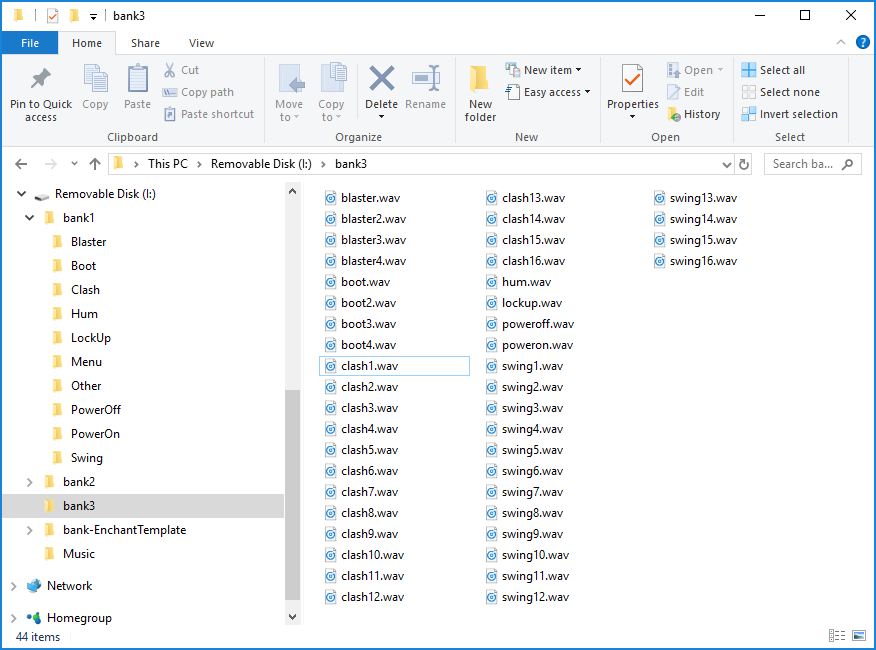 bank3
File Home Share View
Pin to Quick access
Copy
Paste
Cut
Copy path
Paste shortcut
Clipboard
Move to
Copy to
Delete
Rename
Organize
New folder
New item
Easy access
New
Properties
Open
Edit
History
Open
Select all
Select none
Invert selection
Select
This PC > Removable Disk (I:) > bank3
Search ba...
Removable Disk (I:)
bank1
Blaster
Boot
Clash
Hum
LockUp
Menu
Other
PowerOff
PowerOn
Swing
bank2
bank3
bank-EnchantTemplate
Music
Network
Homegroup
blaster.wav
blaster2.wav
blaster3.wav
blaster4.wav
boot.wav
boot2.wav
boot3.wav
boot4.wav
clash1.wav
clash2.wav
clash3.wav
clash4.wav
clash5.wav
clash6.wav
clash7.wav
clash8.wav
clash9.wav
clash10.wav
clash11.wav
clash12.wav
clash13.wav
clash14.wav
clash15.wav
clash16.wav
hum.wav
lockup.wav
poweroff.wav
poweron.wav
swing1.wav
swing2.wav
swing3.wav
swing4.wav
swing5.wav
swing6.wav
swing7.wav
swing8.wav
swing9.wav
swing10.wav
swing11.wav
swing12.wav
swing13.wav
swing14.wav
swing15.wav
swing16.wav
44 items